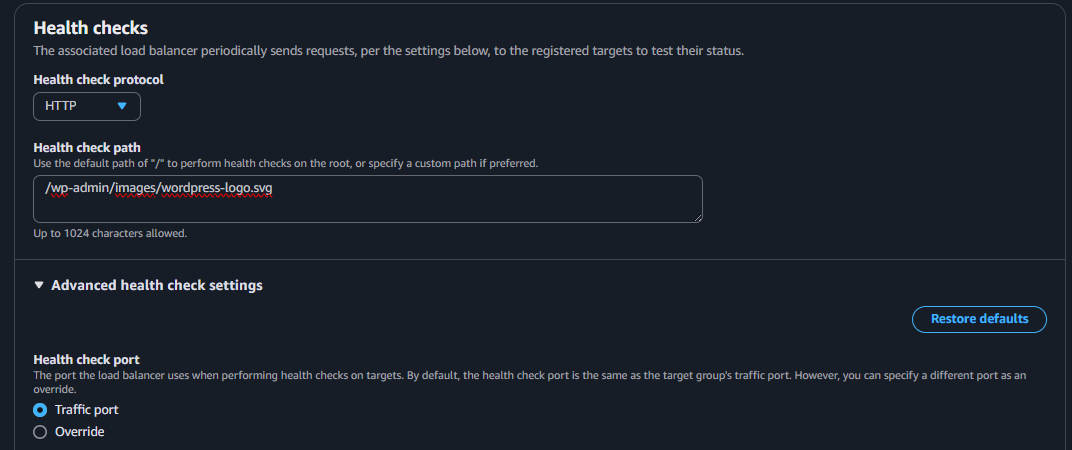 Health checks
The associated load balancer periodically sends requests, per the settings below, to the registered targets to test their status.
Health check protocol
HTTP
Health check path
Use the default path of "/" to perform health checks on the root, or specify a custom path if preferred.
/wp-admin/images/wordpress-logo.svg
Up to 1024 characters allowed.
Advanced health check settings
Restore defaults
Health check port
The port the load balancer uses when performing health checks on targets. By default, the health check port is the same as the target group's traffic port. However, you can specify a different port as an
override.
Traffic port
Override